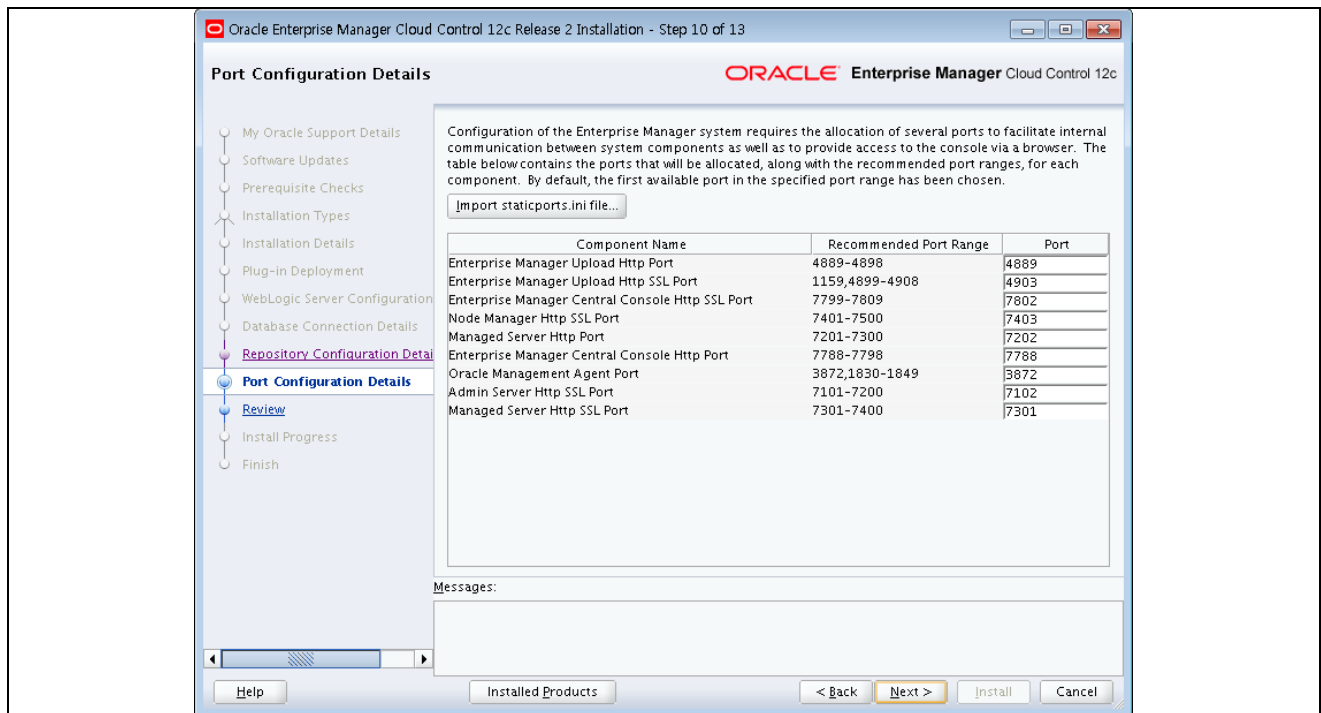 Oracle Enterprise Manager Cloud Control 12c Release 2 Installation - Step 10 of 13
Port Configuration Details
ORACLE Enterprise Manager Cloud Control 12c
My Oracle Support Details
Software Updates
Prerequisite Checks
Installation Types
Installation Details
Plug-in Deployment
WebLogic Server Configuration
Database Connection Details
Repository Configuration Detai
Port Configuration Details
Review
Install Progress
Finish
Configuration of the Enterprise Manager system requires the allocation of several ports to facilitate internal
communication between system components as well as to provide access to the console via a browser. The
table below contains the ports that will be allocated, along with the recommended port ranges, for each
component. By default, the first available port in the specified port range has been chosen.
Import staticports.ini file...
Component Name Recommended Port Range Port
Enterprise Manager Upload Http Port 4889-4898 4889
Enterprise Manager Upload Http SSL Port 1159,4899-4908 4903
Enterprise Manager Central Console Http SSL Port 7799-7809 7802
Node Manager Http SSL Port 7401-7500 7403
Managed Server Http Port 7201-7300 7202
Enterprise Manager Central Console Http Port 7788-7798 7788
Oracle Management Agent Port 3872,1830-1849 3872
Admin Server Http SSL Port 7101-7200 7102
Managed Server Http SSL Port 7301-7400 7301
Messages:
Help Installed Products < Back Next > Install Cancel